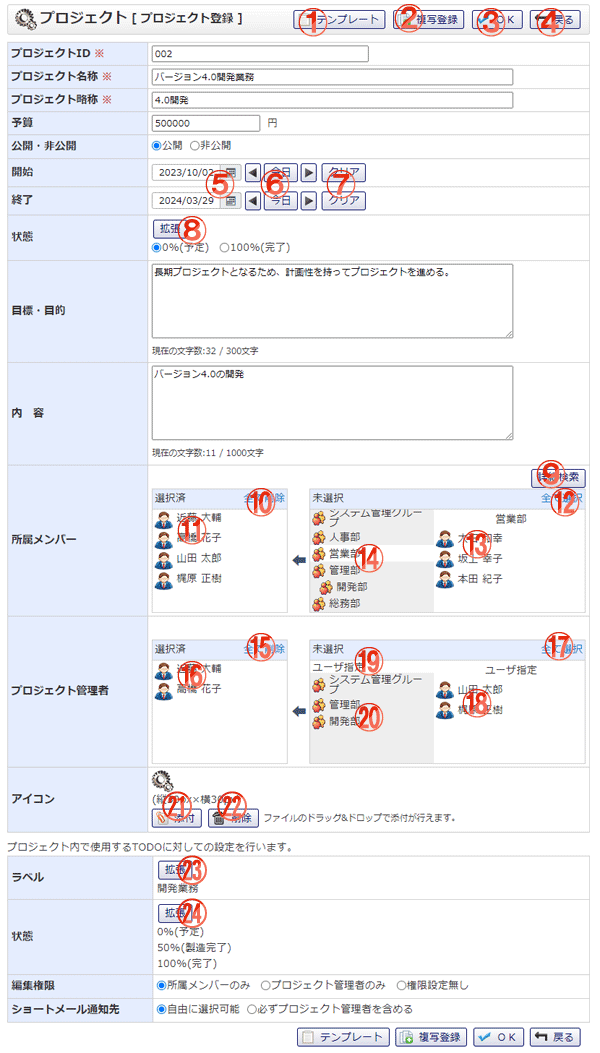 プロジェクト [ プロジェクト登録 ]
① テンプレート ② 複写登録 ③ OK ④ 戻る
プロジェクトID ※ 002
プロジェクト名称 ※ バージョン4.0開発業務
プロジェクト略称 ※ 4.0開発
予算 500000 円
公開・非公開 公開 非公開
開始 2023/10/02 今日 クリア
⑤ ⑥ ⑦
終了 2024/03/29 今日 クリア
状態 拡張 ⑧
0%(予定) 100%(完了)
目標・目的 長期プロジェクトとなるため、計画性を持ってプロジェクトを進める。
現在の文字数:32 / 300文字
内　容 バージョン4.0の開発
現在の文字数:11 / 1000文字
⑨ 詳細検索
所属メンバー
選択済 全て削除 ⑩
近藤 大輔
⑪
高橋 花子
山田 太郎
梶原 正樹
未選択 全て選択 ⑫
システム管理グループ
人事部
営業部
⑭
管理部
開発部
総務部
営業部
⑬
坂上 幸子
本田 紀子
プロジェクト管理者
選択済 全て削除 ⑮
近藤 大輔
⑯
高橋 花子
未選択 全て選択 ⑰
ユーザ指定 ⑲
システム管理グループ
管理部
開発部 ⑳
ユーザ指定
山田 太郎
⑱
梶原 正樹
アイコン
(縦30px×横30px)
㉑ 添付 ㉒ 削除 ファイルのドラッグ&ドロップで添付が行えます。
プロジェクト内で使用するTODOに対しての設定を行います。
ラベル 拡張 ㉓
開発業務
状態 拡張 ㉔
0%(予定)
50%(製造完了)
100%(完了)
編集権限 所属メンバーのみ プロジェクト管理者のみ 権限設定無し
ショートメール通知先 自由に選択可能 必ずプロジェクト管理者を含める
テンプレート 複写登録 OK 戻る